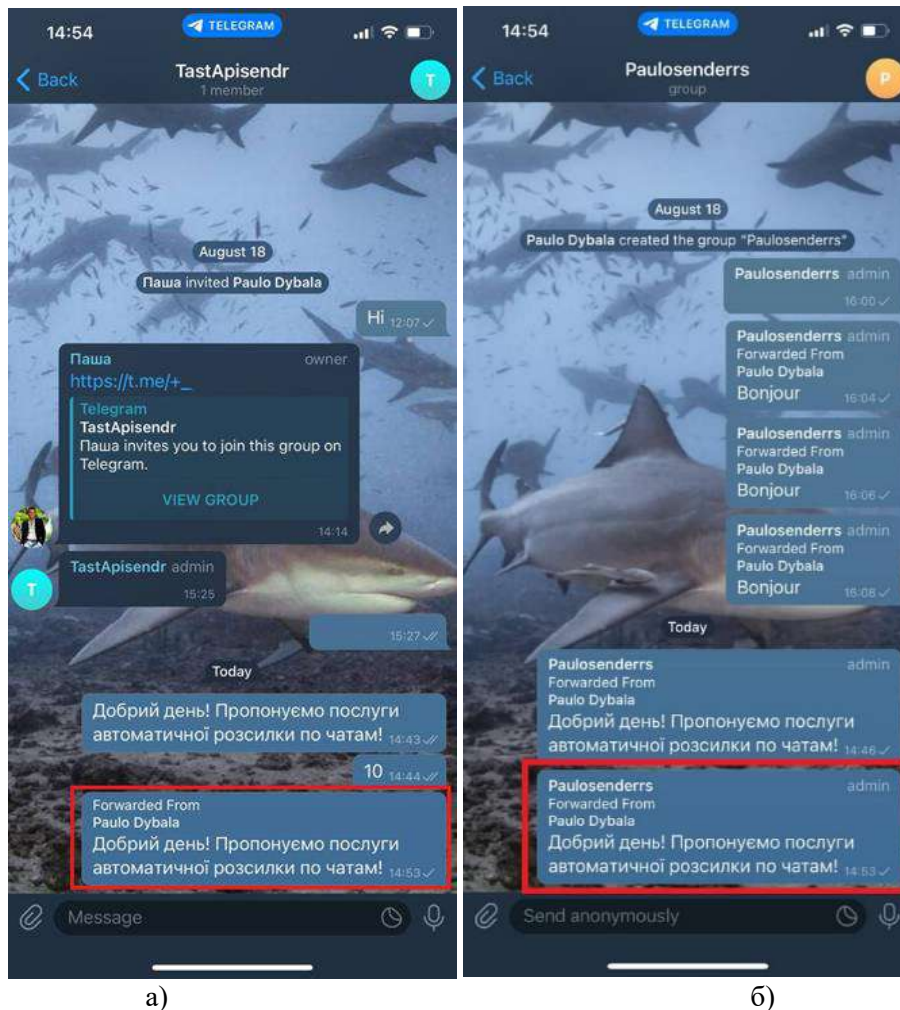 14:54
TELEGRAM
Back
TastApisendr
1 member
T
August 18
Паша invited Paulo Dybala
Hi 12:07
Паша owner
https://t.me/+_
Telegram
TastApisendr
Паша invites you to join this group on
Telegram.
VIEW GROUP
14:14
T
TastApisendr admin
15:25
15:27
Today
Добрий день! Пропонуємо послуги
автоматичної розсилки по чатам! 14:43
10 14:44
Forwarded From
Paulo Dybala
Добрий день! Пропонуємо послуги
автоматичної розсилки по чатам! 14:53
Message
а)
14:54
TELEGRAM
Back
Paulosenderrs
group
P
August 18
Paulo Dybala created the group "Paulosenderrs"
Paulosenderrs admin
16:00
Paulosenderrs admin
Forwarded From
Paulo Dybala
Bonjour 16:04
Paulosenderrs admin
Forwarded From
Paulo Dybala
Bonjour 16:06
Paulosenderrs admin
Forwarded From
Paulo Dybala
Bonjour 16:08
Today
Paulosenderrs admin
Forwarded From
Paulo Dybala
Добрий день! Пропонуємо послуги
автоматичної розсилки по чатам! 14:46
Paulosenderrs admin
Forwarded From
Paulo Dybala
Добрий день! Пропонуємо послуги
автоматичної розсилки по чатам! 14:53
Send anonymously
б)